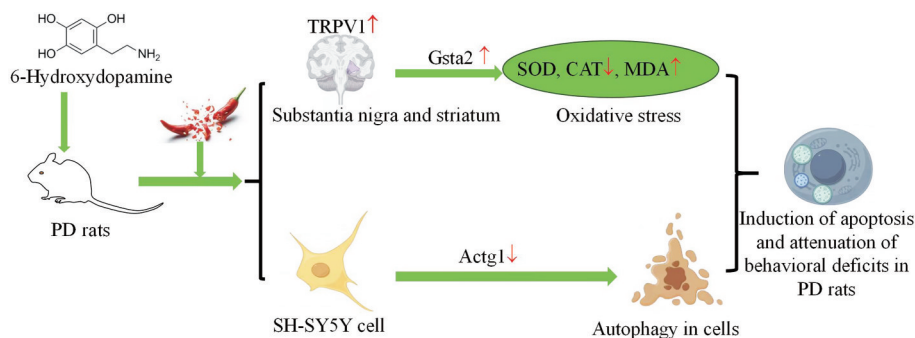 HO
OH
HO
NH2
6-Hydroxydopamine
PD rats
TRPV1↑
Substantia nigra and striatum
Gsta2 ↑
SOD, CAT↓, MDA↑
Oxidative stress
SH-SY5Y cell
Actg1↓
Autophagy in cells
Induction of apoptosis
and attenuation of
behavioral deficits in
PD rats